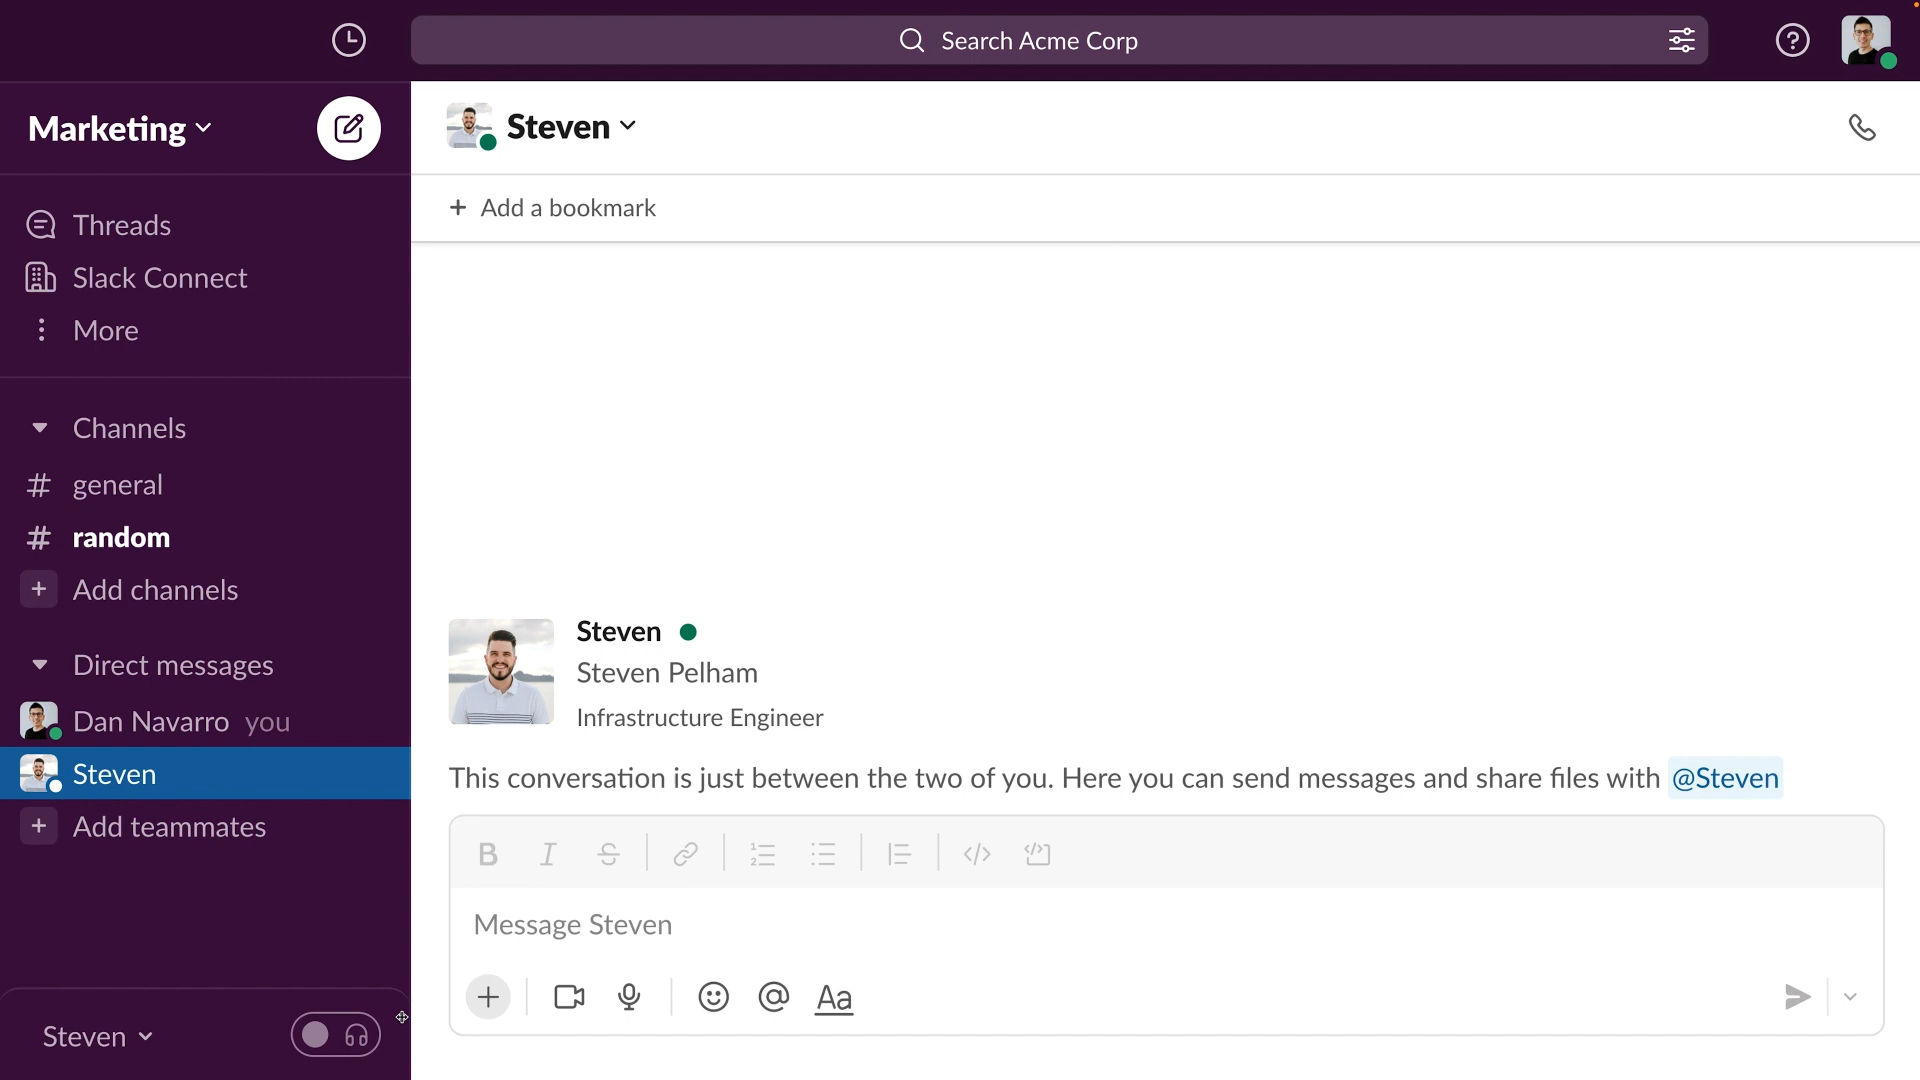 Search Acme Corp
Marketing
Steven
Add a bookmark
Threads
Slack Connect
More
Channels
# general
# random
+ Add channels
Direct messages
Dan Navarro you
Steven
+ Add teammates
Steven
Steven
Steven Pelham
Infrastructure Engineer
This conversation is just between the two of you. Here you can send messages and share files with @Steven
Message Steven
Aa